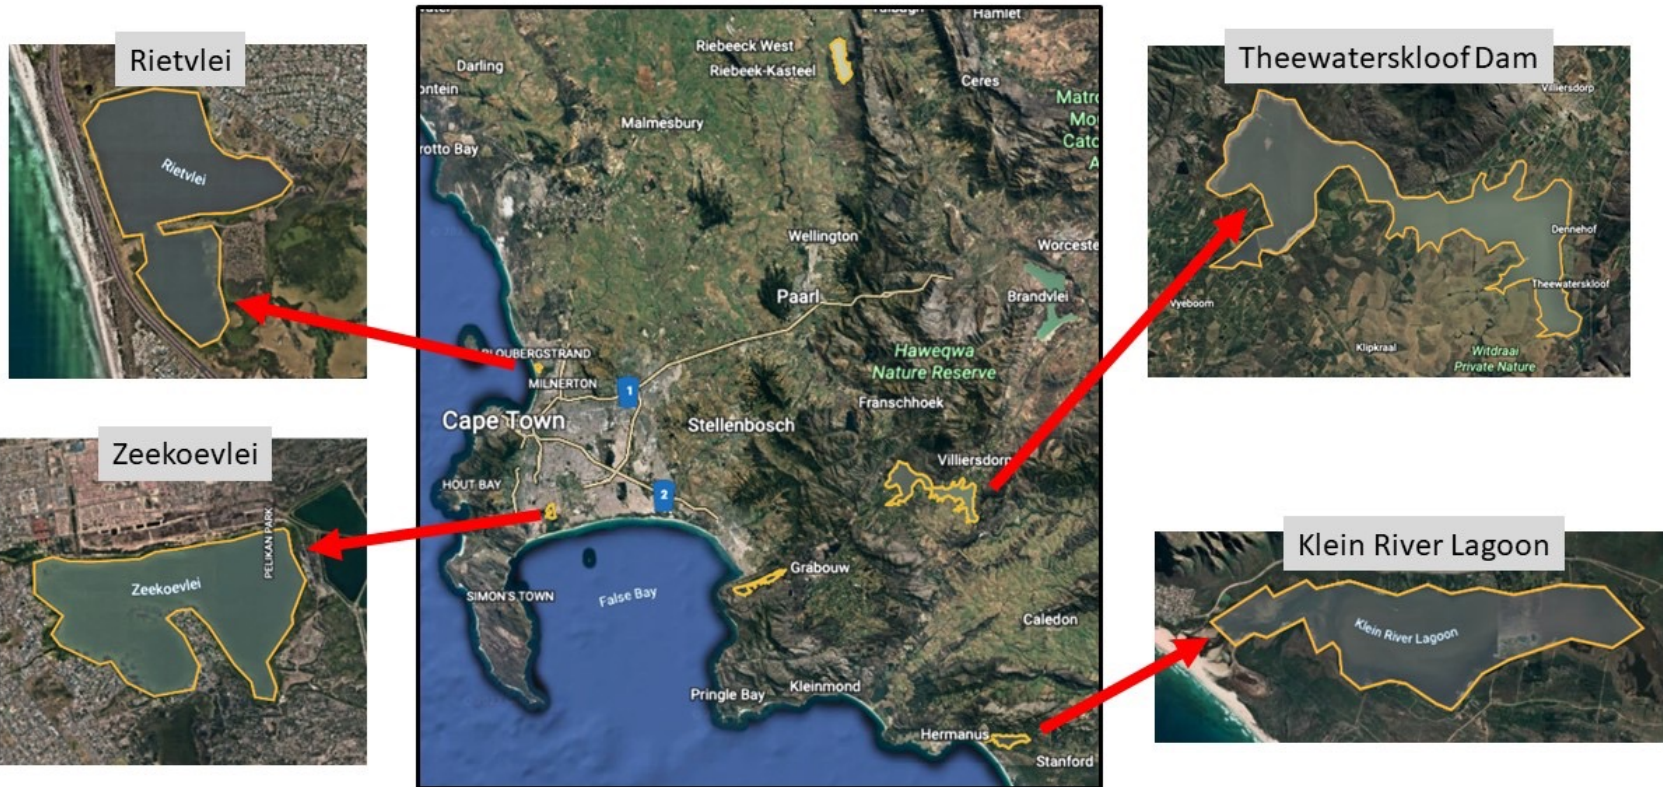 Rietvlei
Rietvlei
Zeekoevlei
PELIKAN PARK
Zeekoevlei
Hamlet
Riebeeck West
Riebeek-Kasteel
Darling
Ceres
Malmesbury
Wellington
Paarl
Brandvlei
Haweqwa
Nature Reserve
MILNERTON
1
Franschhoek
Cape Town
Stellenbosch
Villiersdorp
HOUT BAY
2
Grabouw
SIMON'S TOWN
False Bay
Caledon
Pringle Bay
Kleinmond
Hermanus
Stanford
Theewaterskloof Dam
Villiersdorp
Dennehof
Theewaterskloof
Vyeboom
Klipkraal
Witdraai
Private Nature
Klein River Lagoon
Klein River Lagoon